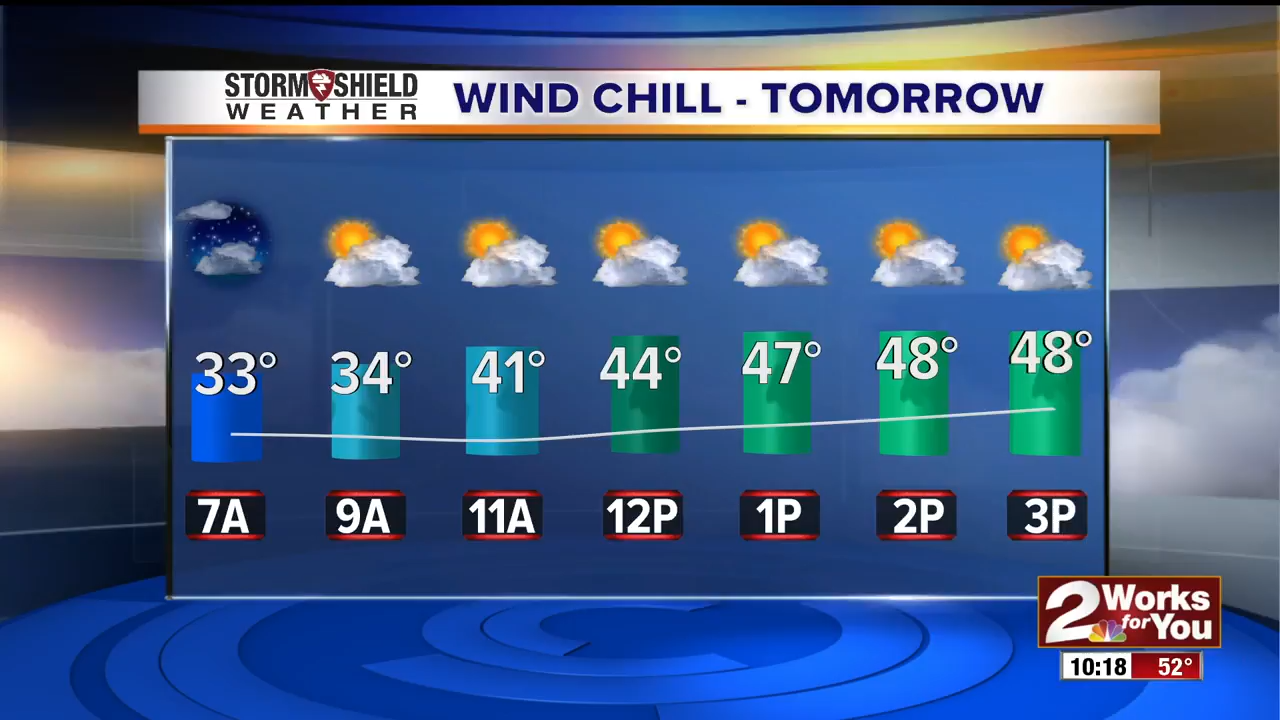 STORM SHIELD
WEATHER
WIND CHILL - TOMORROW
33° 34° 41° 44° 47° 48° 48°
7A 9A 11A 12P 1P 2P 3P
2 Works
for You
10:18 52°